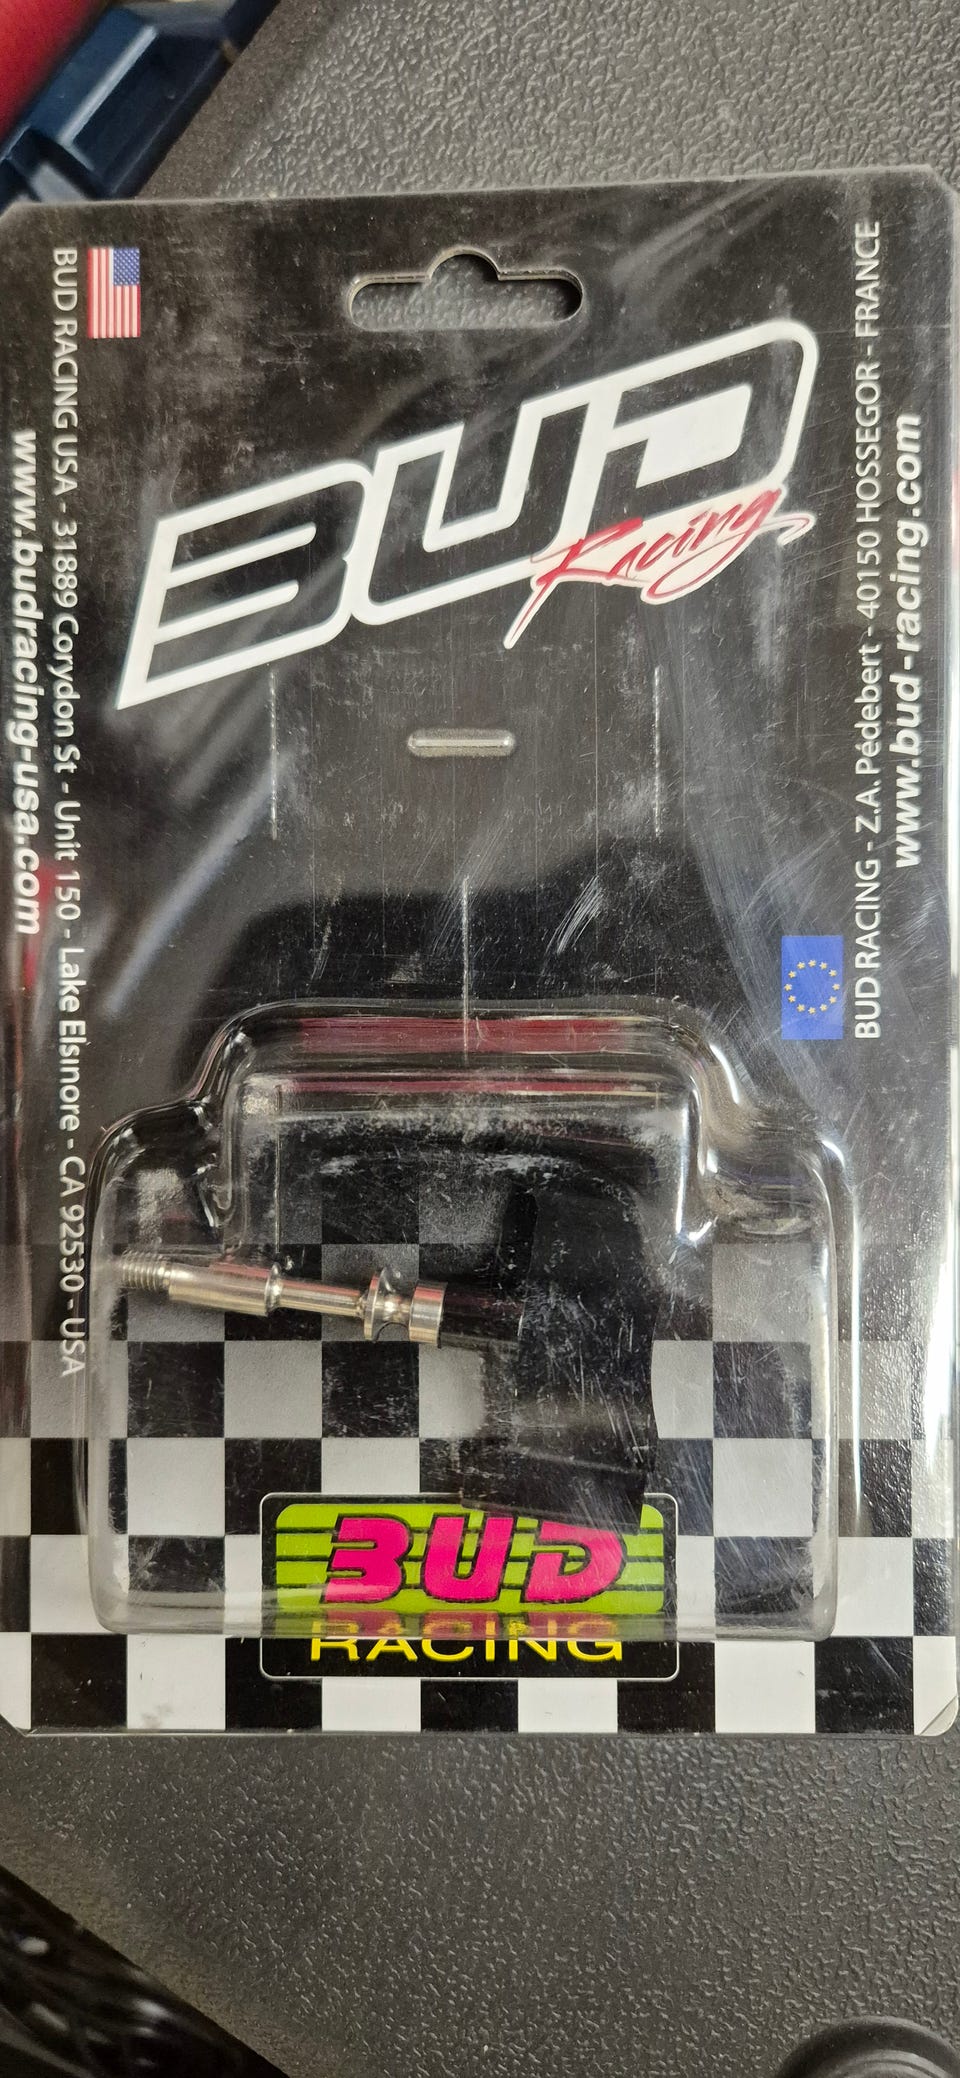 BUD
Racing
BUD RACING USA - 31889 Corydon St - Unit 150 - Lake Elsinore - CA 92530 - USA
www.budracing-usa.com
BUD RACING - Z.A. Pédebert - 40150 HOSSEGOR - FRANCE
www.bud-racing.com
BUD
RACING